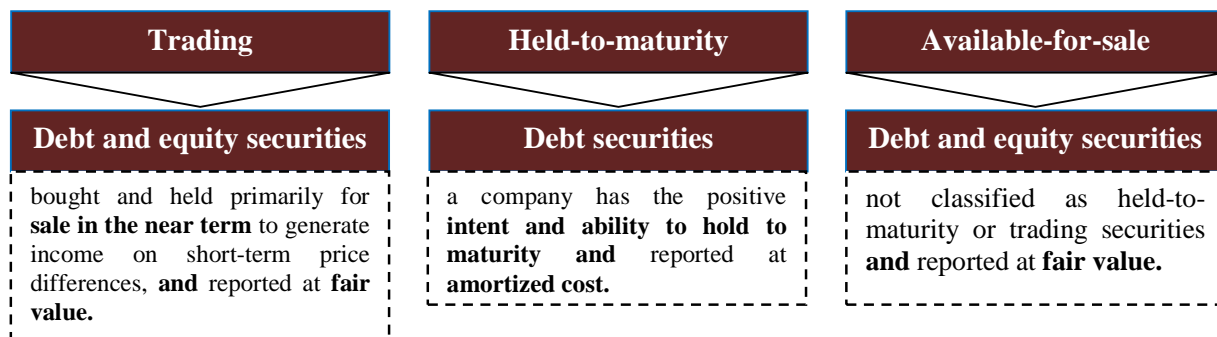 Trading
Debt and equity securities
bought and held primarily for
sale in the near term to generate
income on short-term price
differences, and reported at fair
value.
Held-to-maturity
Debt securities
a company has the positive
intent and ability to hold to
maturity and reported at
amortized cost.
Available-for-sale
Debt and equity securities
not classified as held-to-
maturity or trading securities
and reported at fair value.